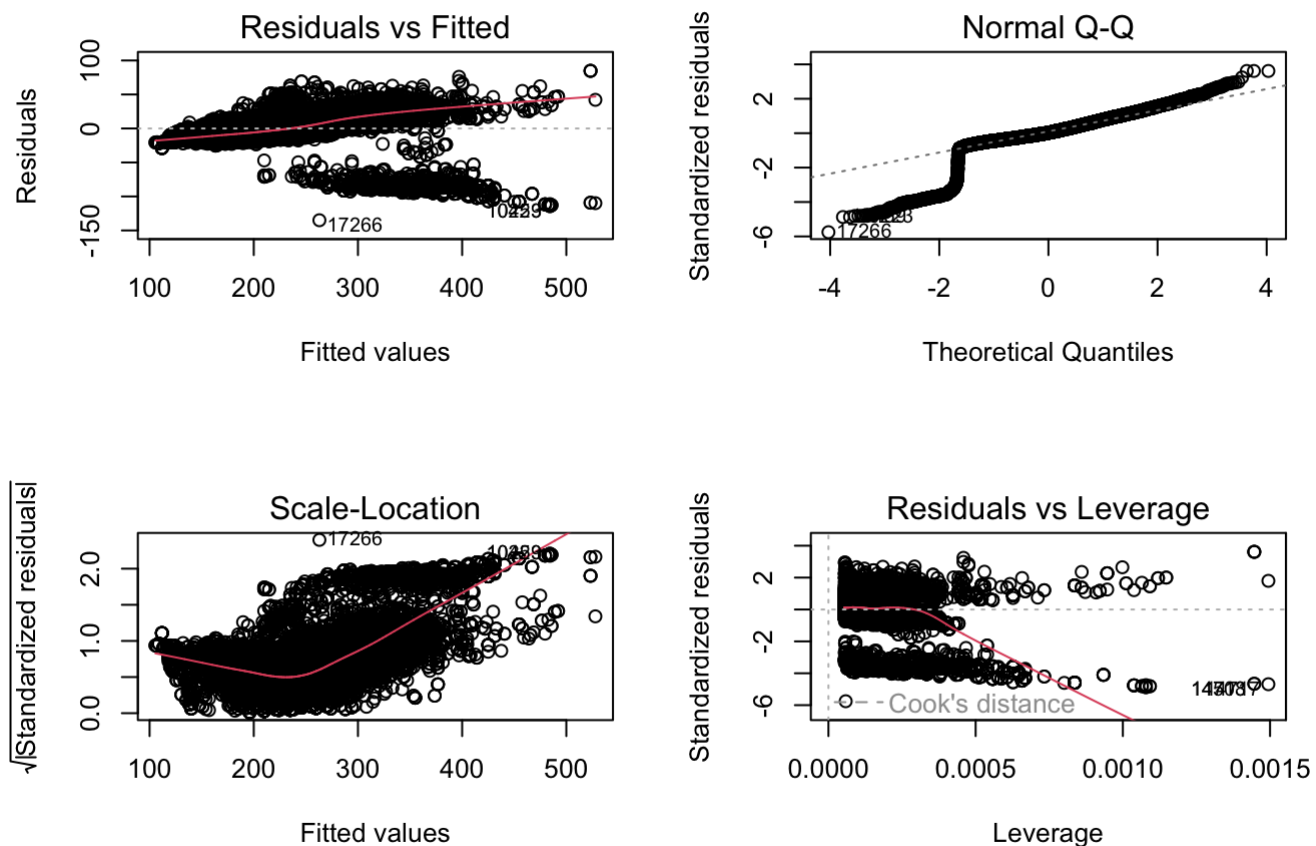 Residuals vs Fitted
Residuals
100
0
-150
17266
100 200 300 400 500
Fitted values
Normal Q-Q
Standardized residuals
2
-2
-6
17266
-4 -2 0 2 4
Theoretical Quantiles
Scale-Location
√|Standardized residuals|
2.0
1.0
0.0
17266
100 200 300 400 500
Fitted values
Residuals vs Leverage
Standardized residuals
2
-2
-6
Cook's distance
0.0000 0.0005 0.0010 0.0015
Leverage